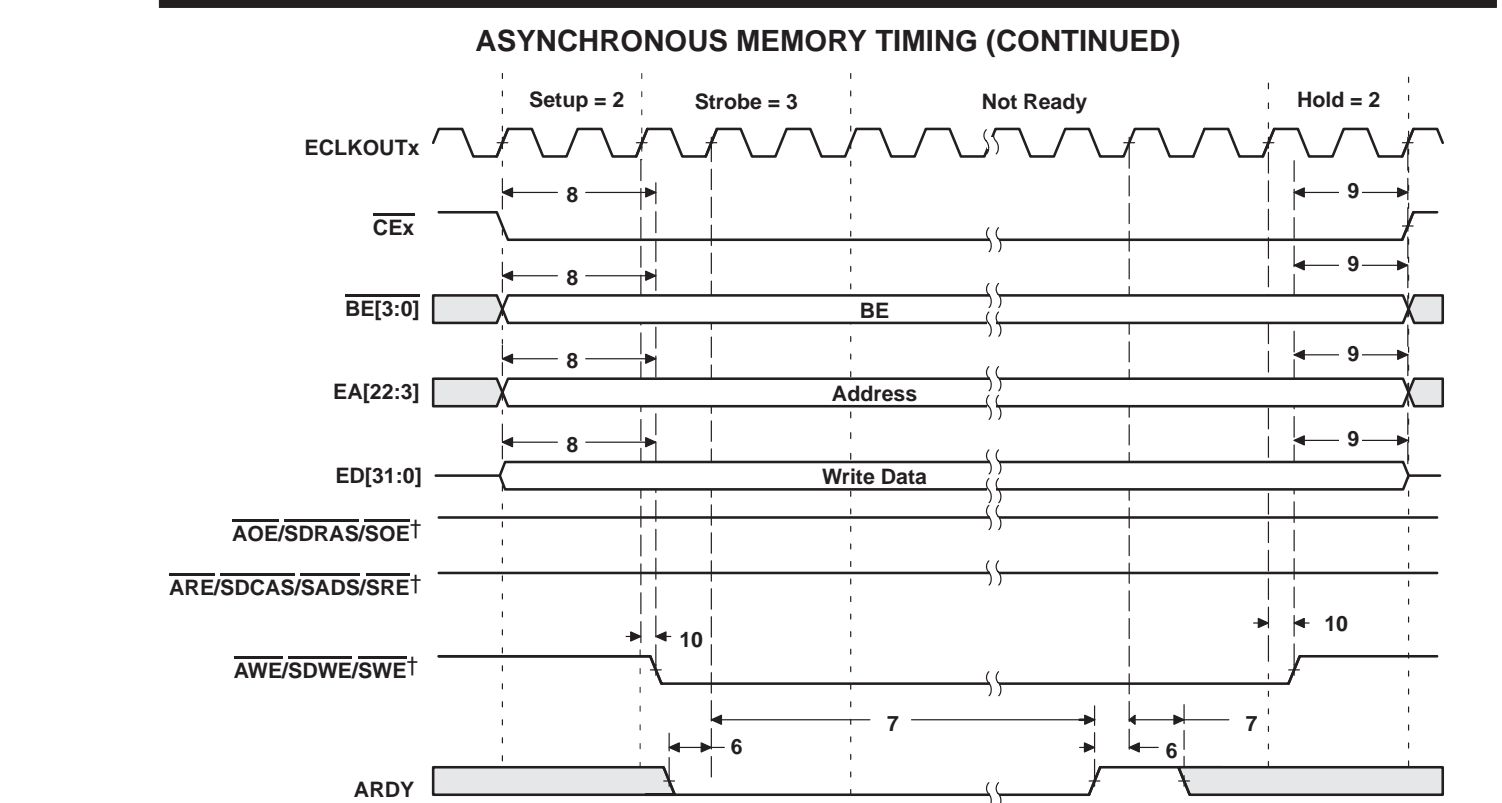 ASYNCHRONOUS MEMORY TIMING (CONTINUED)
Setup = 2
Strobe = 3
Not Ready
Hold = 2
ECLKOUTx
8
9
CEx
8
9
BE[3:0]
BE
8
9
EA[22:3]
Address
8
9
ED[31:0]
Write Data
AOE/SDRAS/SOE†
ARE/SDCAS/SADS/SRE†
10
10
AWE/SDWE/SWE†
7
7
6
6
ARDY